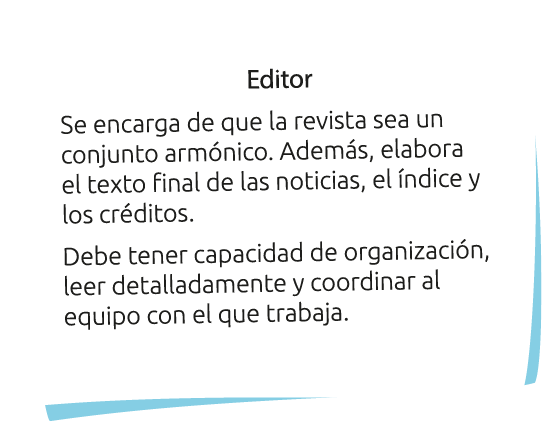 Editor
Se encarga de que la revista sea un
conjunto armónico. Además, elabora
el texto final de las noticias, el índice y
los créditos.
Debe tener capacidad de organización,
leer detalladamente y coordinar al
equipo con el que trabaja.